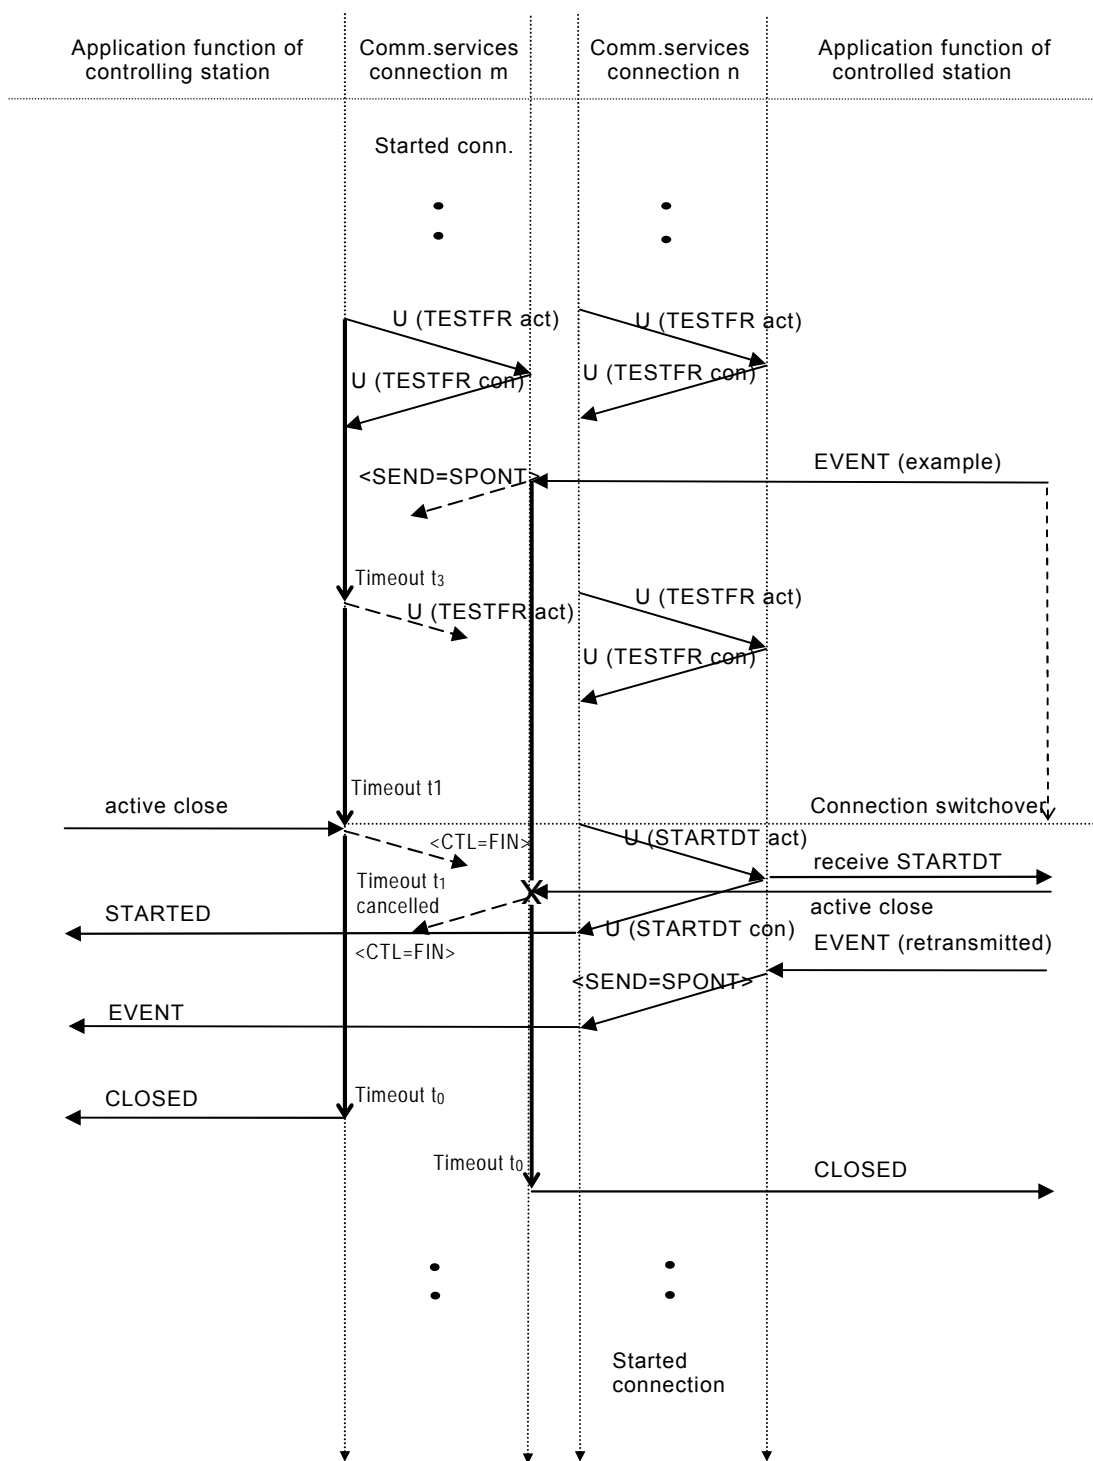 Application function of
controlling station
Comm.services
connection m
Comm.services
connection n
Application function of
controlled station
Started conn.
U (TESTFR act)
U (TESTFR act)
U (TESTFR con)
U (TESTFR con)
EVENT (example)
<SEND=SPONT>
Timeout t3
U (TESTFR act)
U (TESTFR act)
U (TESTFR con)
Timeout t1
active close
Connection switchover
<CTL=FIN>
U (STARTDT act)
receive STARTDT
Timeout t1
cancelled
X
active close
STARTED
U (STARTDT con)
EVENT (retransmitted)
<CTL=FIN>
<SEND=SPONT>
EVENT
CLOSED
Timeout t0
Timeout t0
CLOSED
Started
connection